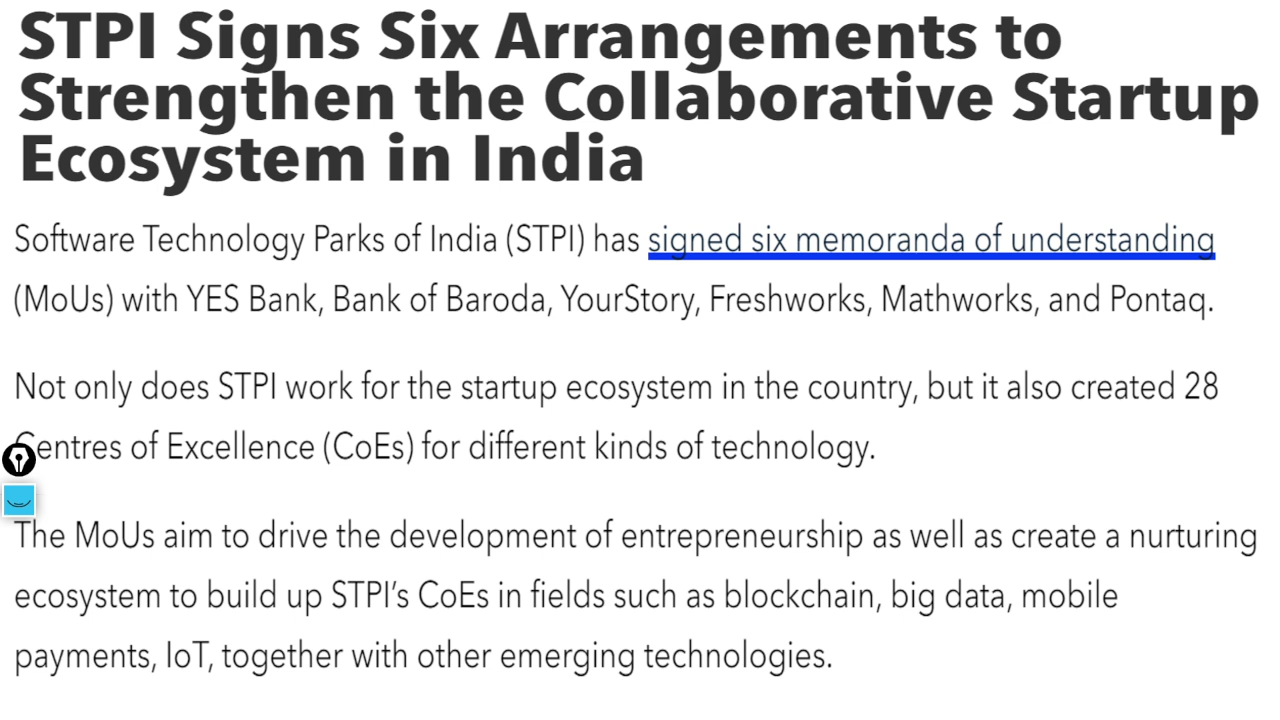 STPI Signs Six Arrangements to
Strengthen the Collaborative Startup
Ecosystem in India
Software Technology Parks of India (STPI) has signed six memoranda of understanding
(MoUs) with YES Bank, Bank of Baroda, YourStory, Freshworks, Mathworks, and Pontaq.
Not only does STPI work for the startup ecosystem in the country, but it also created 28
Centres of Excellence (CoEs) for different kinds of technology.
The MoUs aim to drive the development of entrepreneurship as well as create a nurturing
ecosystem to build up STPI’s CoEs in fields such as blockchain, big data, mobile
payments, IoT, together with other emerging technologies.